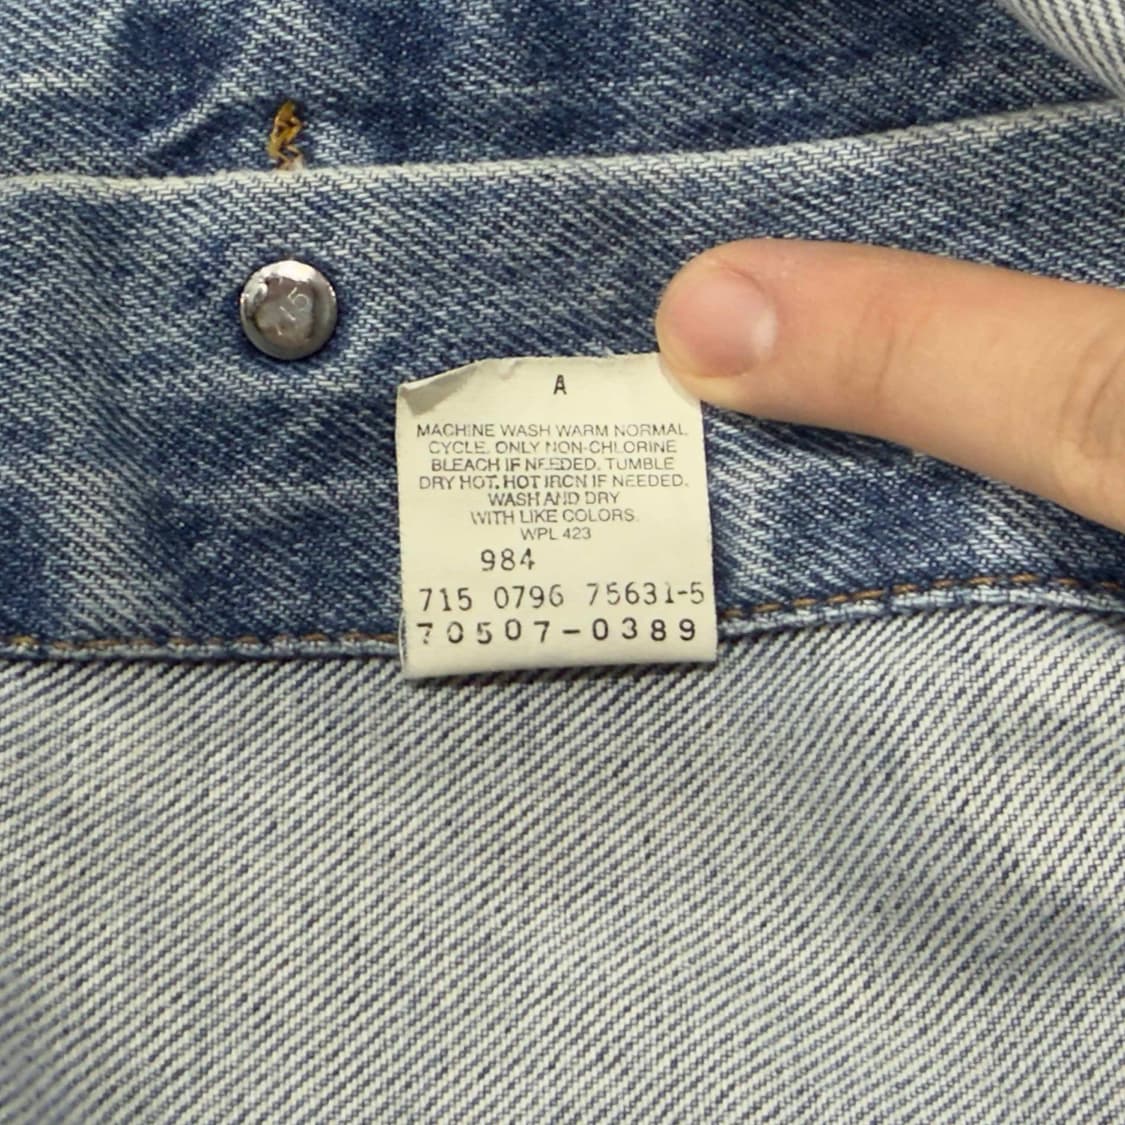 715
A
MACHINE WASH WARM NORMAL
CYCLE. ONLY NON-CHLORINE
BLEACH IF NEEDED. TUMBLE
DRY HOT. HOT IRON IF NEEDED.
WASH AND DRY
WITH LIKE COLORS.
WPL 423
984
715 0796 75631-5
70507-0389